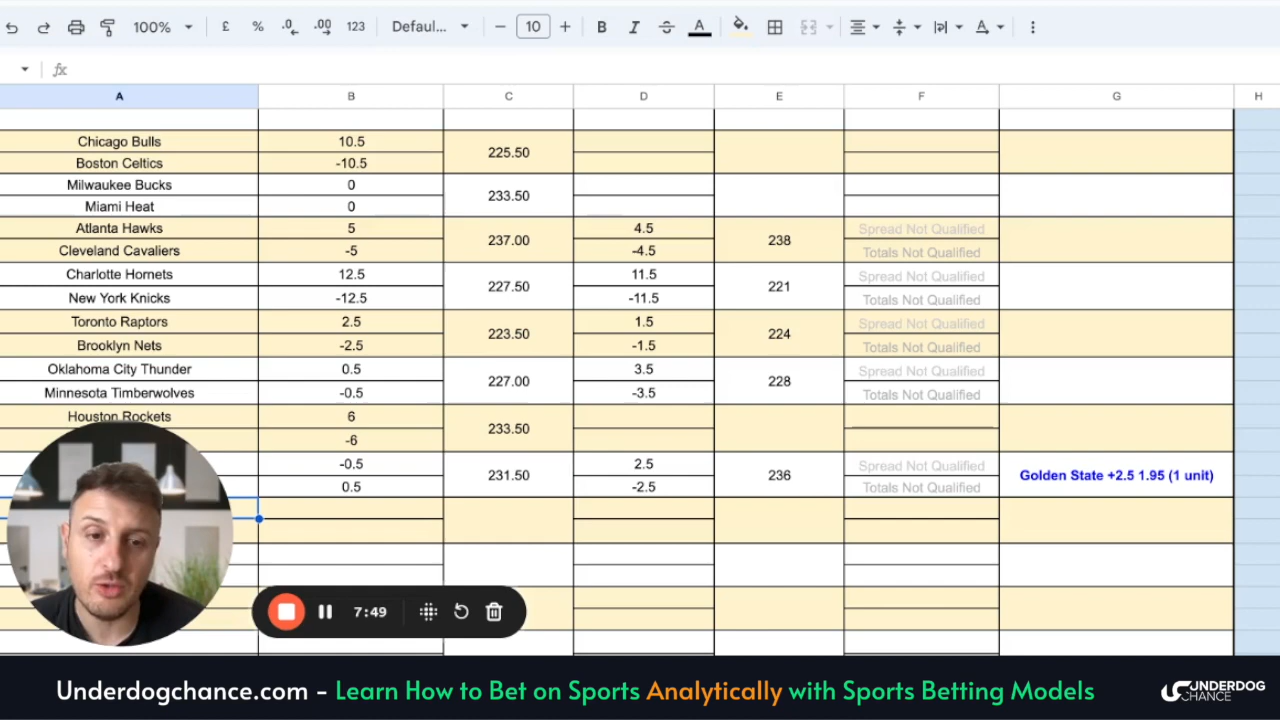 100% £ % .0 .00 123 Defaul... 10 B I A A
fx
A B C D E F G H
Chicago Bulls 10.5 225.50
Boston Celtics -10.5
Milwaukee Bucks 0 233.50
Miami Heat 0
Atlanta Hawks 5 237.00 4.5 238 Spread Not Qualified
Cleveland Cavaliers -5 -4.5 Totals Not Qualified
Charlotte Hornets 12.5 227.50 11.5 221 Spread Not Qualified
New York Knicks -12.5 -11.5 Totals Not Qualified
Toronto Raptors 2.5 223.50 1.5 224 Spread Not Qualified
Brooklyn Nets -2.5 -1.5 Totals Not Qualified
Oklahoma City Thunder 0.5 227.00 3.5 228 Spread Not Qualified
Minnesota Timberwolves -0.5 -3.5 Totals Not Qualified
Houston Rockets 6 233.50
-6
-0.5 231.50 2.5 236 Spread Not Qualified Golden State +2.5 1.95 (1 unit)
0.5 -2.5 Totals Not Qualified
7:49
Underdogchance.com - Learn How to Bet on Sports Analytically with Sports Betting Models
UNDERDOG
CHANCE